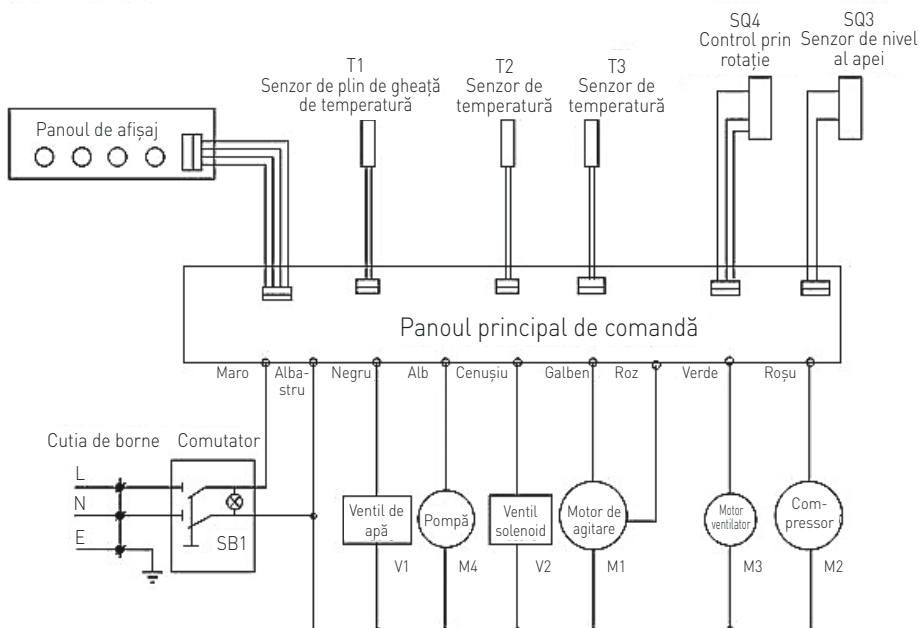 SQ4
Control prin
rotație
SQ3
Senzor de nivel
al apei
T1
Senzor de plin de gheață
de temperatură
T2
Senzor de
temperatură
T3
Senzor de
temperatură
Panoul de afișaj
Panoul principal de comandă
Maro
Alba-
stru
Negru
Alb
Cenușiu
Galben
Roz
Verde
Roșu
Cutia de borne
Comutator
L
N
E
SB1
Ventil de
apă
V1
Pompă
M4
Ventil
solenoid
V2
Motor de
agitare
M1
Motor
ventilator
M3
Com-
pressor
M2